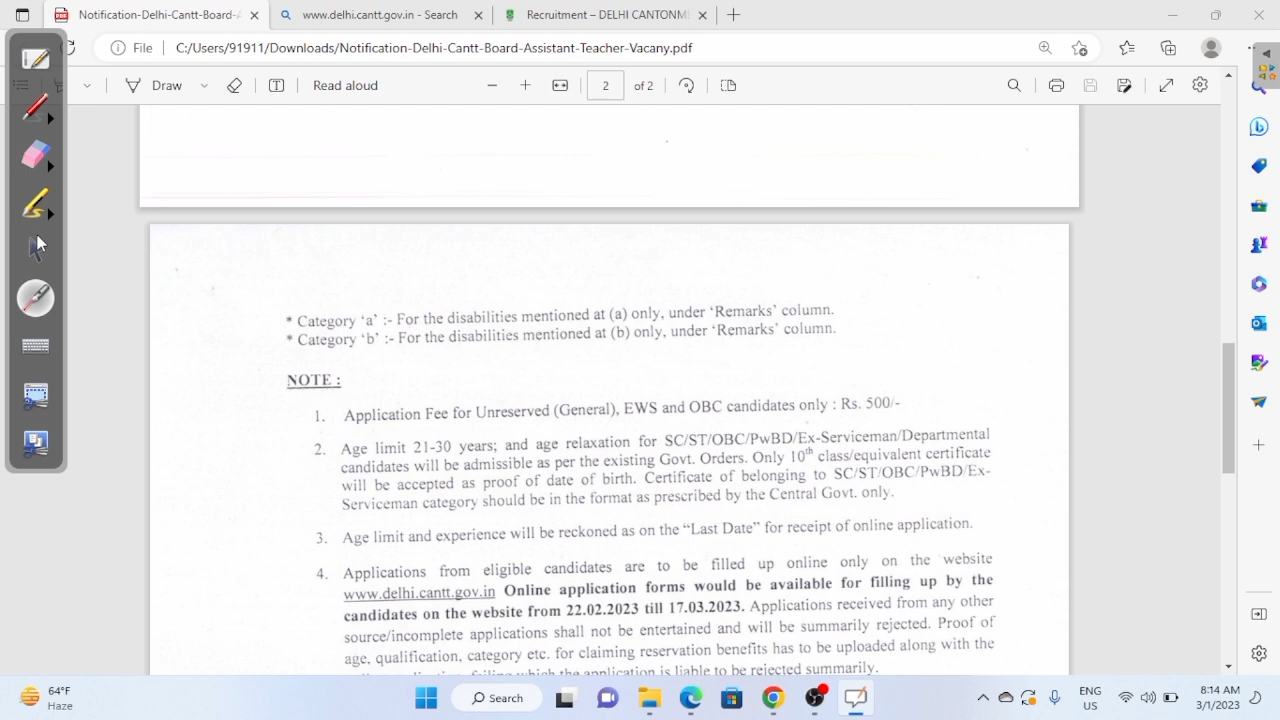 Notification-Delhi-Cantt-Board-A
www.delhi.cantt.gov.in - Search
Recruitment – DELHI CANTONM
File
C:/Users/91911/Downloads/Notification-Delhi-Cantt-Board-Assistant-Teacher-Vacany.pdf
Draw
Read aloud
2
of 2
* Category 'a' :- For the disabilities mentioned at (a) only, under 'Remarks' column.
* Category 'b' :- For the disabilities mentioned at (b) only, under 'Remarks' column.
NOTE :
1. Application Fee for Unreserved (General), EWS and OBC candidates only : Rs. 500/-
2. Age limit 21-30 years; and age relaxation for SC/ST/OBC/PwBD/Ex-Serviceman/Departmental
candidates will be admissible as per the existing Govt. Orders. Only 10th class/equivalent certificate
will be accepted as proof of date of birth. Certificate of belonging to SC/ST/OBC/PwBD/Ex-
Serviceman category should be in the format as prescribed by the Central Govt. only.
3. Age limit and experience will be reckoned as on the "Last Date" for receipt of online application.
4. Applications from eligible candidates are to be filled up online only on the website
www.delhi.cantt.gov.in Online application forms would be available for filling up by the
candidates on the website from 22.02.2023 till 17.03.2023. Applications received from any other
source/incomplete applications shall not be entertained and will be summarily rejected. Proof of
age, qualification, category etc. for claiming reservation benefits has to be uploaded along with the
which the application is liable to be rejected summarily.
64°F
Haze
Search
ENG
US
8:14 AM
3/1/2023